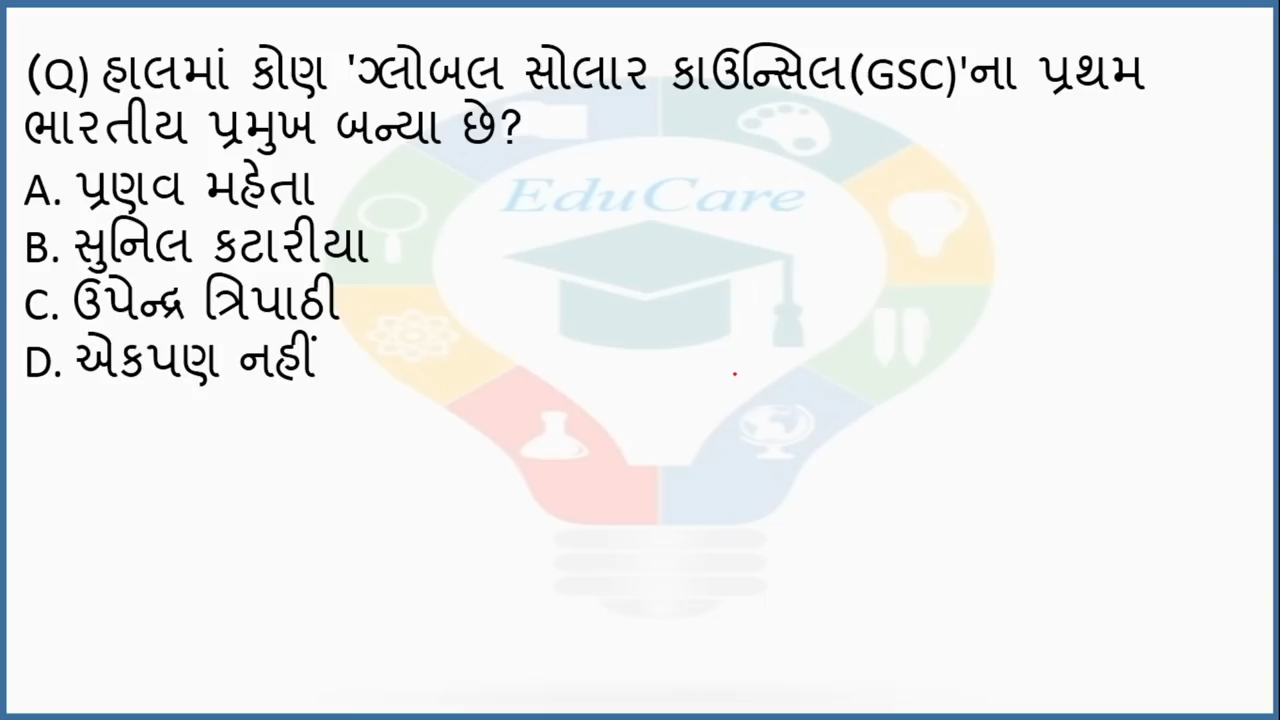 (Q) હાલમાં કોણ 'ગ્લોબલ સોલાર કાઉન્સિલ(GSC)'ના પ્રથમ
ભારતીય પ્રમુખ બન્યા છે?
A. પ્રણવ મહેતા
B. સુનિલ કટારીયા
C. ઉપેન્દ્ર ત્રિપાઠી
D. એકપણ નહીં
EduCare